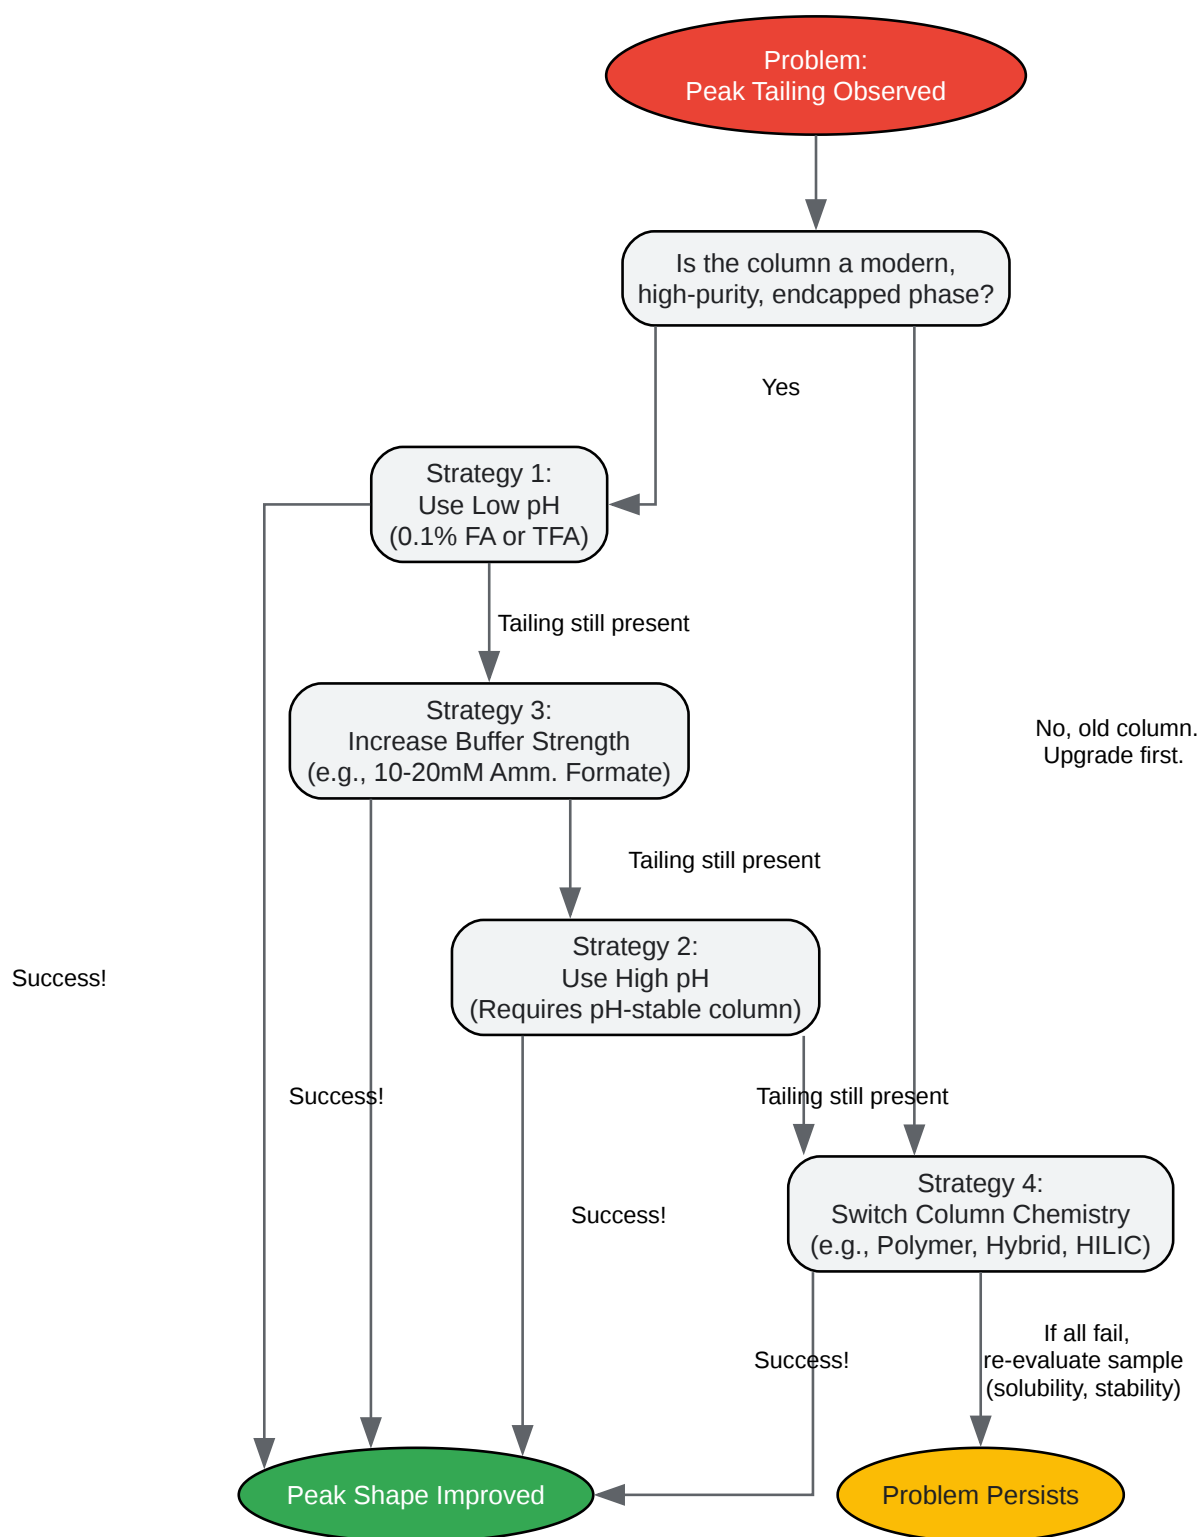 Problem:
Peak Tailing Observed
Is the column a modern,
high-purity, endcapped phase?
Yes
Strategy 1:
Use Low pH
(0.1% FA or TFA)
Tailing still present
Strategy 3:
Increase Buffer Strength
(e.g., 10-20mM Amm. Formate)
No, old column.
Upgrade first.
Tailing still present
Strategy 2:
Use High pH
(Requires pH-stable column)
Success!
Success!
Tailing still present
Success!
Strategy 4:
Switch Column Chemistry
(e.g., Polymer, Hybrid, HILIC)
Success!
If all fail,
re-evaluate sample
(solubility, stability)
Peak Shape Improved
Problem Persists